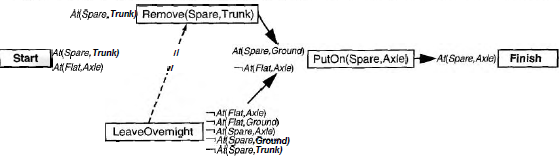 At(Spare,Trunk) Remove(Spare,Trunk)
At(Spare,Trunk)
Start
At(Flat,Axle)
At(Spare,Ground)
¬At(Flat,Axle)
PutOn(Spare,Axle)
At(Spare,Axle)
Finish
LeaveOvernight
¬At(Flat,Axle)
¬At(Flat,Ground)
¬At(Spare,Axle)
¬At(Spare,Ground)
¬At(Spare,Trunk)